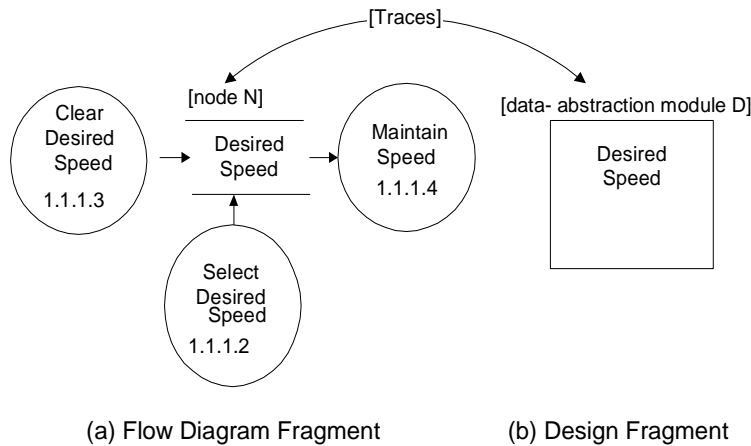 [Traces]
[node N]
[data- abstraction module D]
Clear
Desired
Speed
1.1.1.3
Desired
Speed
Maintain
Speed
1.1.1.4
Desired
Speed
Select
Desired
Speed
1.1.1.2
(a) Flow Diagram Fragment
(b) Design Fragment